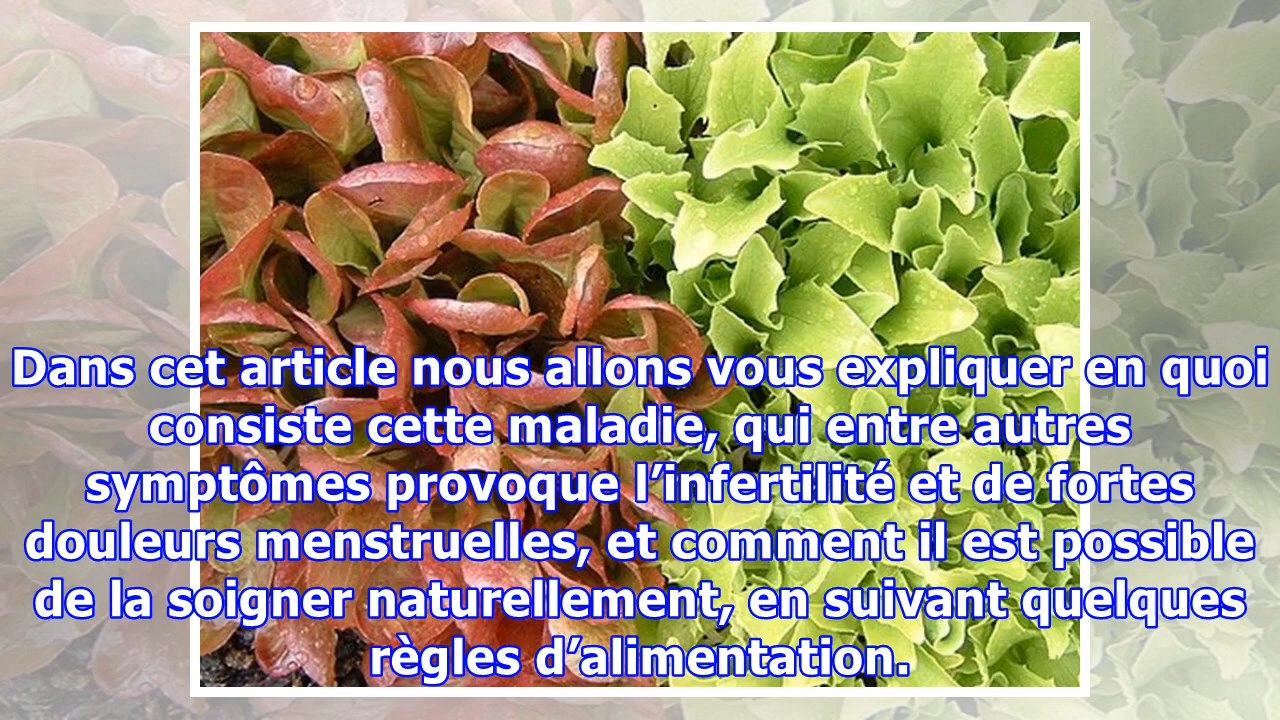 Dans cet article nous allons vous expliquer en quoi
consiste cette maladie, qui entre autres
symptômes provoque l’infertilité et de fortes
douleurs menstruelles, et comment il est possible
de la soigner naturellement, en suivant quelques
règles d’alimentation.